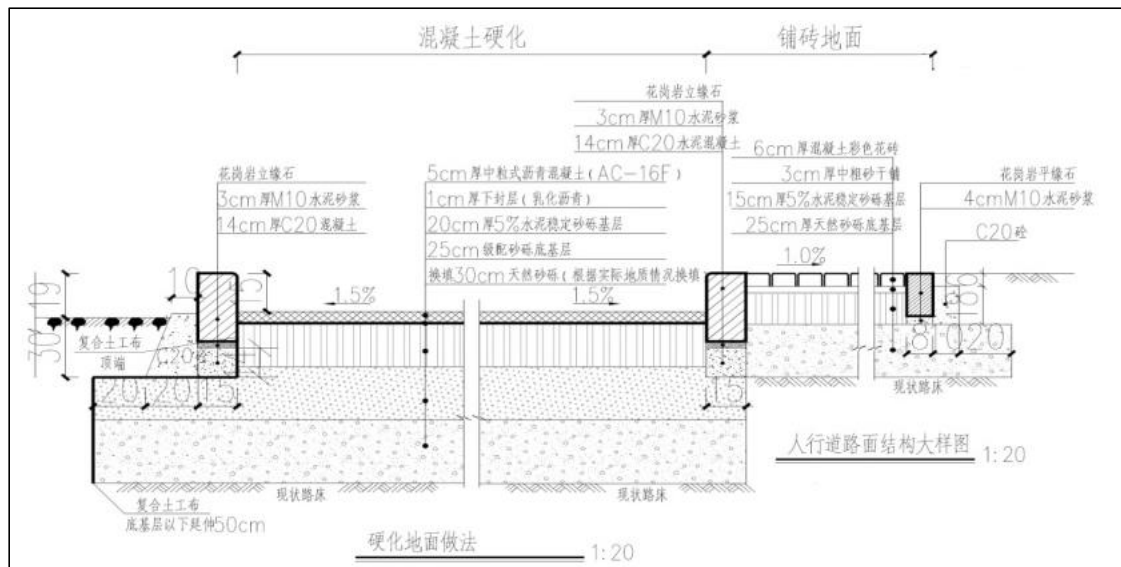 混凝土硬化
铺砖地面
花岗岩立缘石
3cm厚M10水泥砂浆
14cm厚C20水泥混凝土
6cm厚混凝土彩色花砖
3cm厚中粗砂干铺
15cm厚5%水泥稳定砂砾基层
25cm厚天然砂砾底基层
花岗岩平缘石
4cmM10水泥砂浆
C20砼
花岗岩立缘石
3cm厚M10水泥砂浆
14cm厚C20混凝土
5cm厚中粒式沥青混凝土(AC-16F)
1cm厚下封层(乳化沥青)
20cm厚5%水泥稳定砂砾基层
25cm级配砂砾底基层
换填30cm天然砂砾(根据实际地质情况换填)
1.0%
1.5%
1.5%
19
30
10
15
复合土工布
顶端
C20
20
20
15
15
8
10
20
现状路床
人行道路面结构大样图 1:20
现状路床
现状路床
复合土工布
底基层以下延伸50cm
硬化地面做法 1:20